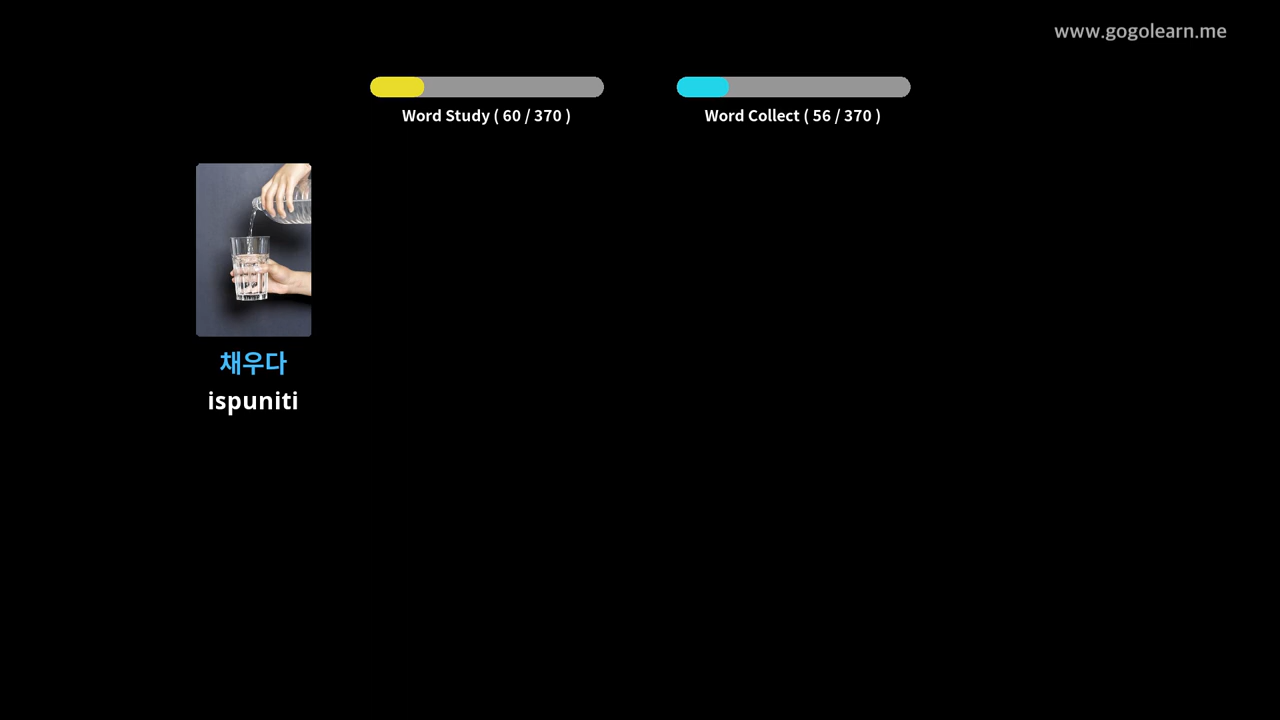 www.gogolearn.me
Word Study ( 60 / 370 )
Word Collect ( 56 / 370 )
채우다
ispuniti